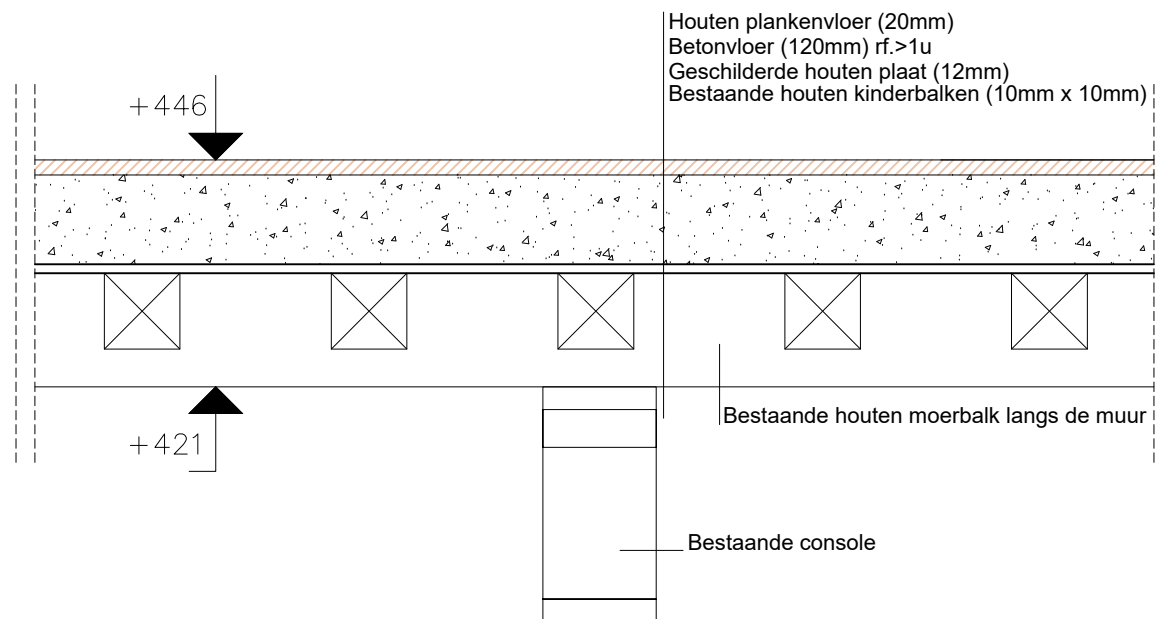 Houten plankenvloer (20mm)
Betonvloer (120mm) rf.>1u
Geschilderde houten plaat (12mm)
Bestaande houten kinderbalken (10mm x 10mm)
+446
+421
Bestaande houten moerbalk langs de muur
Bestaande console